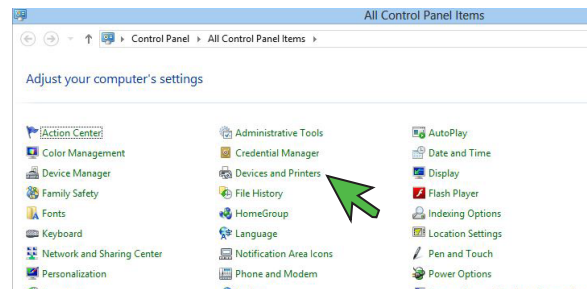 All Control Panel Items
Control Panel All Control Panel Items
Adjust your computer's settings
Action Center Administrative Tools AutoPlay
Color Management Credential Manager Date and Time
Device Manager Devices and Printers Display
Family Safety File History Flash Player
Fonts HomeGroup Indexing Options
Keyboard Language Location Settings
Network and Sharing Center Notification Area Icons Pen and Touch
Personalization Phone and Modem Power Options